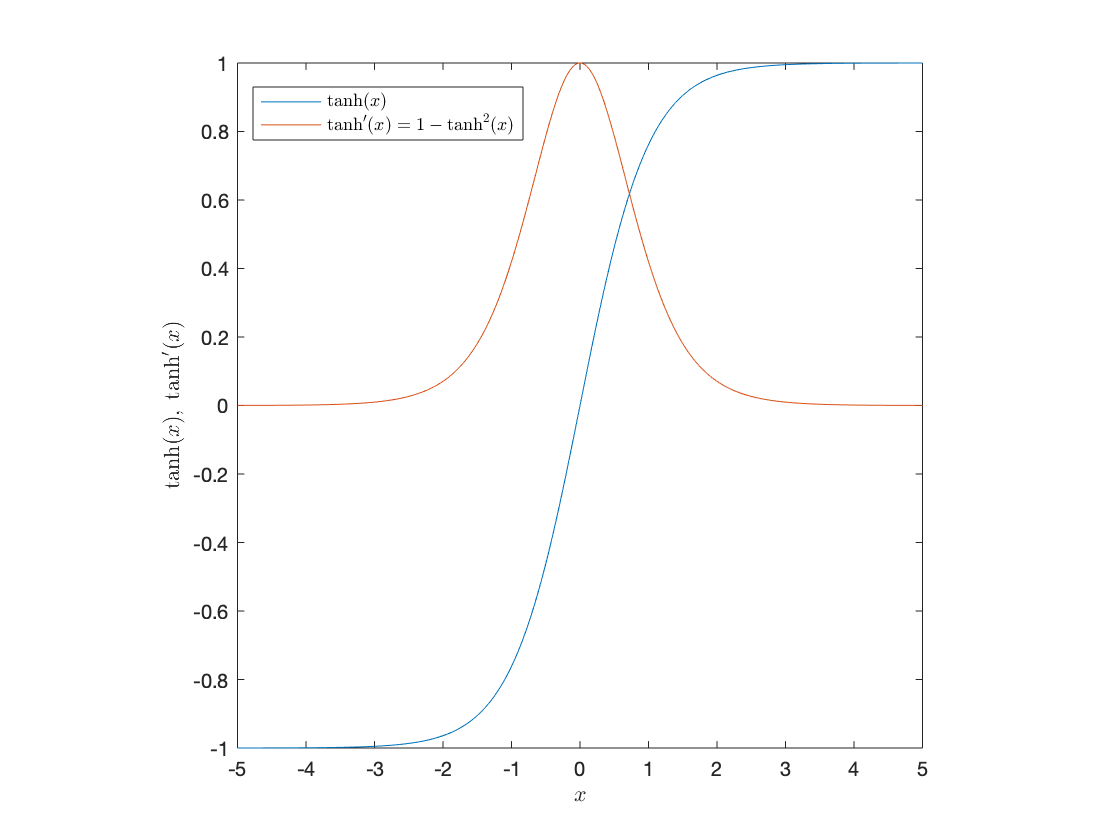 tanh(x)
tanh′(x) = 1 − tanh²(x)
1
0.8
0.6
0.4
0.2
0
-0.2
-0.4
-0.6
-0.8
-1
tanh(x), tanh′(x)
-5 -4 -3 -2 -1 0 1 2 3 4 5
x